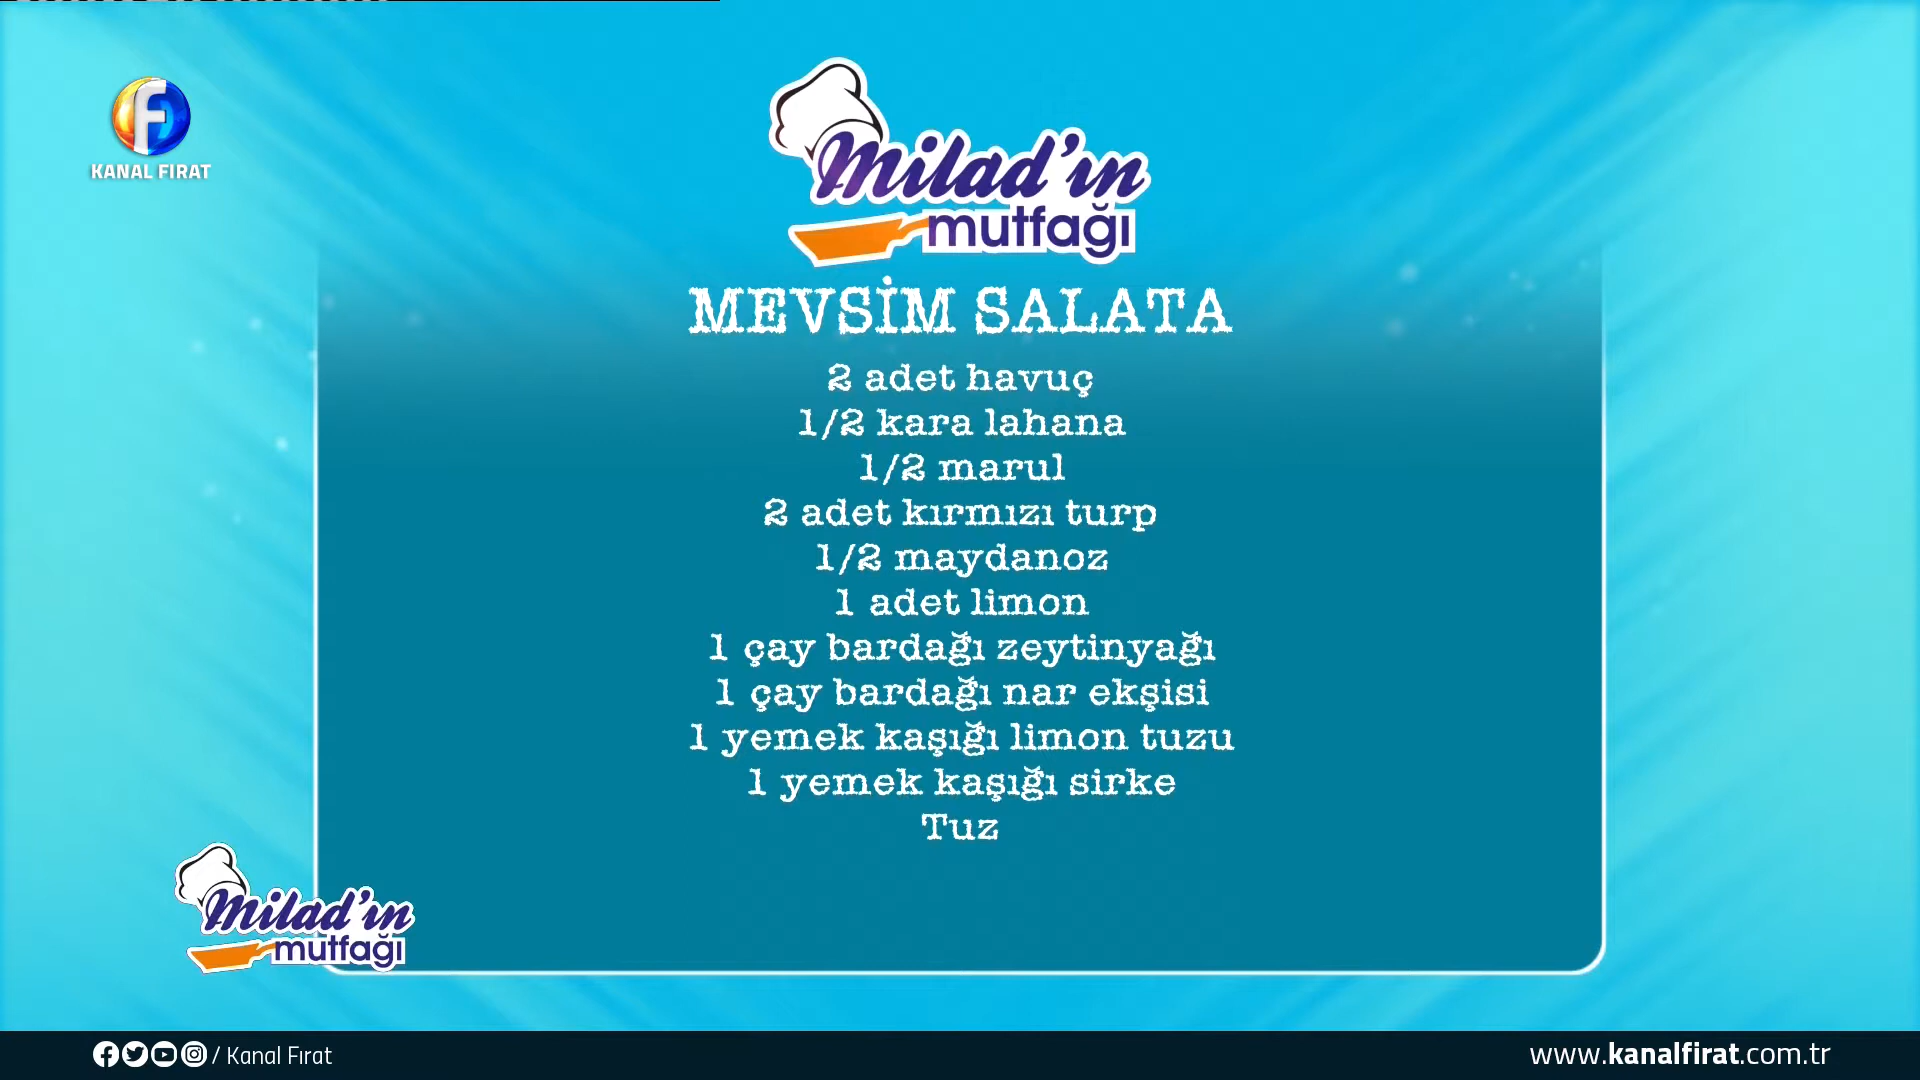 KANAL FIRAT
Milad'ın
mutfağı
MEVSİM SALATA
2 adet havuç
1/2 kara lahana
1/2 marul
2 adet kırmızı turp
1/2 maydanoz
1 adet limon
1 çay bardağı zeytinyağı
1 çay bardağı nar ekşisi
1 yemek kaşığı limon tuzu
1 yemek kaşığı sirke
Tuz
Milad'ın
mutfağı
/ Kanal Fırat
www.kanalfirat.com.tr